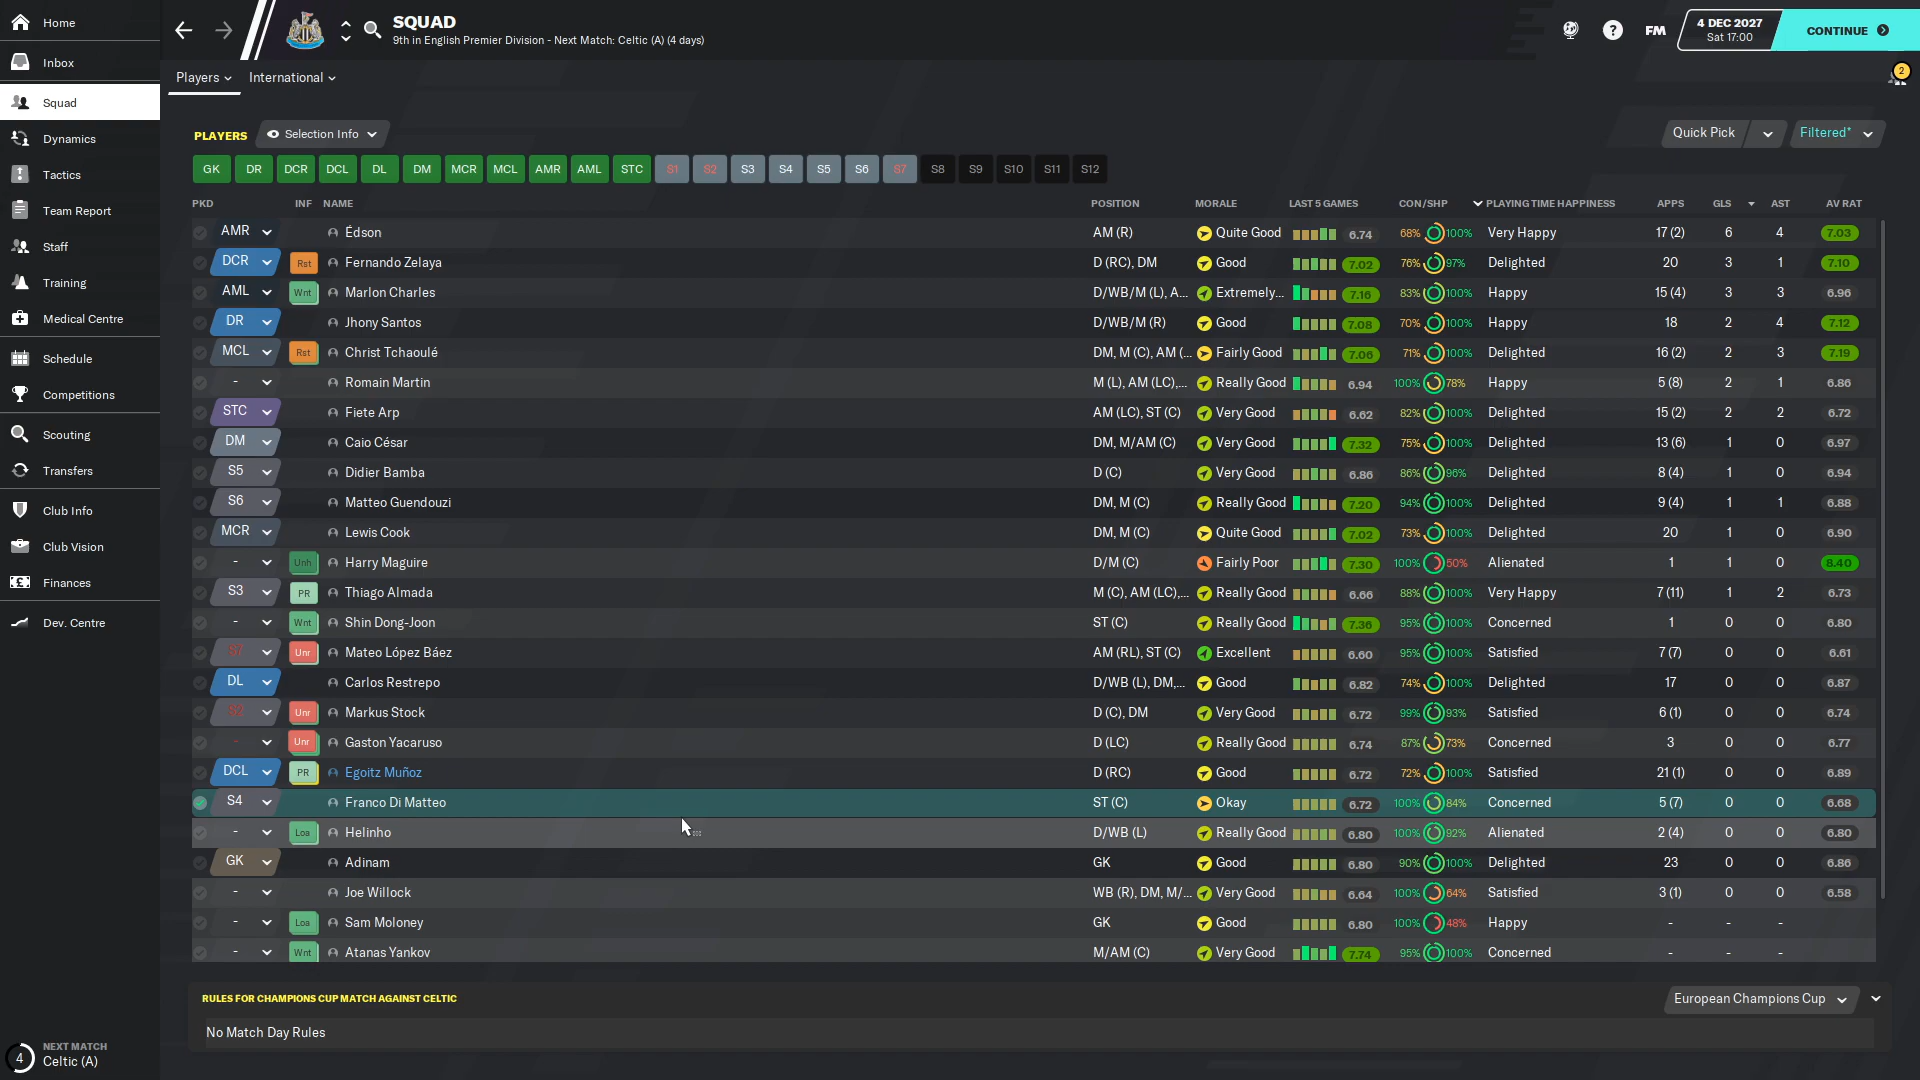 Home
Inbox
Squad
Dynamics
Tactics
Team Report
Staff
Training
Medical Centre
Schedule
Competitions
Scouting
Transfers
Club Info
Club Vision
Finances
Dev. Centre
NEXT MATCH
4 Celtic (A)
SQUAD
9th in English Premier Division - Next Match: Celtic (A) (4 days)
FM
4 DEC 2027
Sat 17:00
CONTINUE
2
Players International
PLAYERS Selection Info Quick Pick Filtered*
GK DR DCR DCL DL DM MCR MCL AMR AML STC S1 S2 S3 S4 S5 S6 S7 S8 S9 S10 S11 S12
PKD INF NAME POSITION MORALE LAST 5 GAMES CON/SHP PLAYING TIME HAPPINESS APPS GLS AST AV RAT
AMR Édson AM (R) Quite Good 6.74 68% 100% Very Happy 17 (2) 6 4 7.03
DCR Rst Fernando Zelaya D (RC), DM Good 7.02 76% 97% Delighted 20 3 1 7.10
AML Wnt Marlon Charles D/WB/M (L), A... Extremely... 7.16 83% 100% Happy 15 (4) 3 3 6.96
DR Jhony Santos D/WB/M (R) Good 7.08 70% 100% Happy 18 2 4 7.12
MCL Rst Christ Tchaoulé DM, M (C), AM (... Fairly Good 7.06 71% 100% Delighted 16 (2) 2 3 7.19
- Romain Martin M (L), AM (LC),... Really Good 6.94 100% 78% Happy 5 (8) 2 1 6.86
STC Fiete Arp AM (LC), ST (C) Very Good 6.62 82% 100% Delighted 15 (2) 2 2 6.72
DM Caio César DM, M/AM (C) Very Good 7.32 75% 100% Delighted 13 (6) 1 0 6.97
S5 Didier Bamba D (C) Very Good 6.86 86% 96% Delighted 8 (4) 1 0 6.94
S6 Matteo Guendouzi DM, M (C) Really Good 7.20 94% 100% Delighted 9 (4) 1 1 6.88
MCR Lewis Cook DM, M (C) Quite Good 7.02 73% 100% Delighted 20 1 0 6.90
- Unh Harry Maguire D/M (C) Fairly Poor 7.30 100% 50% Alienated 1 1 0 8.40
S3 PR Thiago Almada M (C), AM (LC),... Really Good 6.66 88% 100% Very Happy 7 (11) 1 2 6.73
- Wnt Shin Dong-Joon ST (C) Really Good 7.36 95% 100% Concerned 1 0 0 6.80
S7 Unr Mateo López Báez AM (RL), ST (C) Excellent 6.60 95% 100% Satisfied 7 (7) 0 0 6.61
DL Carlos Restrepo D/WB (L), DM,... Good 6.82 74% 100% Delighted 17 0 0 6.87
S2 Unr Markus Stock D (C), DM Very Good 6.72 99% 93% Satisfied 6 (1) 0 0 6.74
- Unr Gaston Yacaruso D (LC) Really Good 6.74 87% 73% Concerned 3 0 0 6.77
DCL PR Egoitz Muñoz D (RC) Good 6.72 72% 100% Satisfied 21 (1) 0 0 6.89
S4 Franco Di Matteo ST (C) Okay 6.72 100% 84% Concerned 5 (7) 0 0 6.68
- Loa Helinho D/WB (L) Really Good 6.80 100% 92% Alienated 2 (4) 0 0 6.80
GK Adinam GK Good 6.80 90% 100% Delighted 23 0 0 6.86
- Joe Willock WB (R), DM, M/... Very Good 6.64 100% 64% Satisfied 3 (1) 0 0 6.58
- Loa Sam Moloney GK Good 6.80 100% 48% Happy - - -
- Wnt Atanas Yankov M/AM (C) Very Good 7.74 95% 100% Concerned - - -
RULES FOR CHAMPIONS CUP MATCH AGAINST CELTIC European Champions Cup
No Match Day Rules